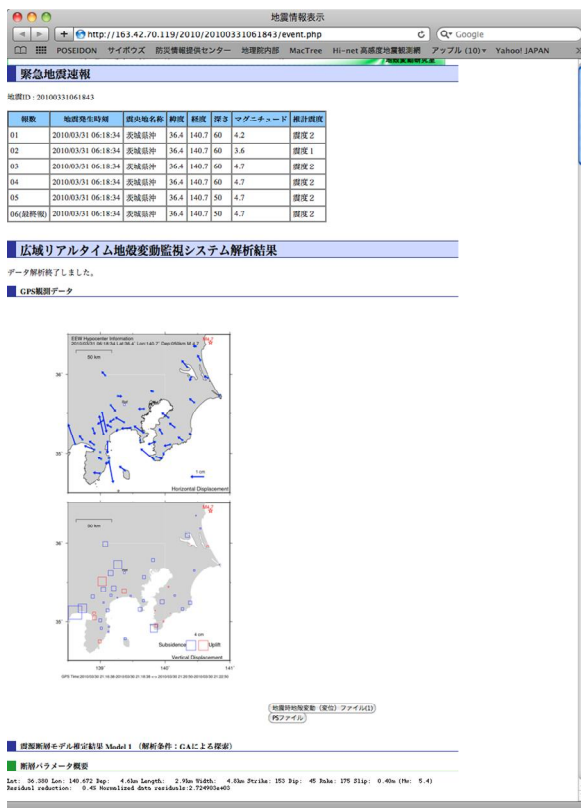 地震情報表示
http://163.42.70.119/2010/20100331061843/event.php
Google
POSEIDON サイボウズ 防災情報提供センター 地理院内部 MacTree Hi-net 高感度地震観測網 アップル (10)▼ Yahoo! JAPAN
地殻変動研究室
緊急地震速報
地震ID : 20100331061843
報数 地震発生時刻 震央地名称 緯度 経度 深さ マグニチュード 推計震度
01 2010/03/31 06:18:34 茨城県沖 36.4 140.7 60 4.2 震度 2
02 2010/03/31 06:18:34 茨城県沖 36.4 140.7 60 3.6 震度 1
03 2010/03/31 06:18:34 茨城県沖 36.4 140.7 60 4.7 震度 2
04 2010/03/31 06:18:34 茨城県沖 36.4 140.7 60 4.7 震度 2
05 2010/03/31 06:18:34 茨城県沖 36.4 140.7 50 4.7 震度 2
06(最終報) 2010/03/31 06:18:34 茨城県沖 36.4 140.7 50 4.7 震度 2
広域リアルタイム地殻変動監視システム解析結果
データ解析終了しました。
GPS観測データ
EEW Hypocenter Information
50 km
36°
35°
1 cm
Horizontal Displacement
50 km
36°
35°
4 cm
Subsidence Uplift
Vertical Displacement
139° 140° 141°
地震時地殻変動（変位）ファイル(1)
PSファイル
震源断層モデル推定結果 Model 1 （解析条件：GAによる探索）
断層パラメータ概要
Lat: 36.380 Lon: 140.672 Dep: 4.6km Length: 2.9km Width: 4.0km Strike: 153 Dip: 45 Rake: 175 Slip: 0.40m (Mw: 5.4)
Residual reduction: 0.4% Normalized data residuals:2.724903e+03